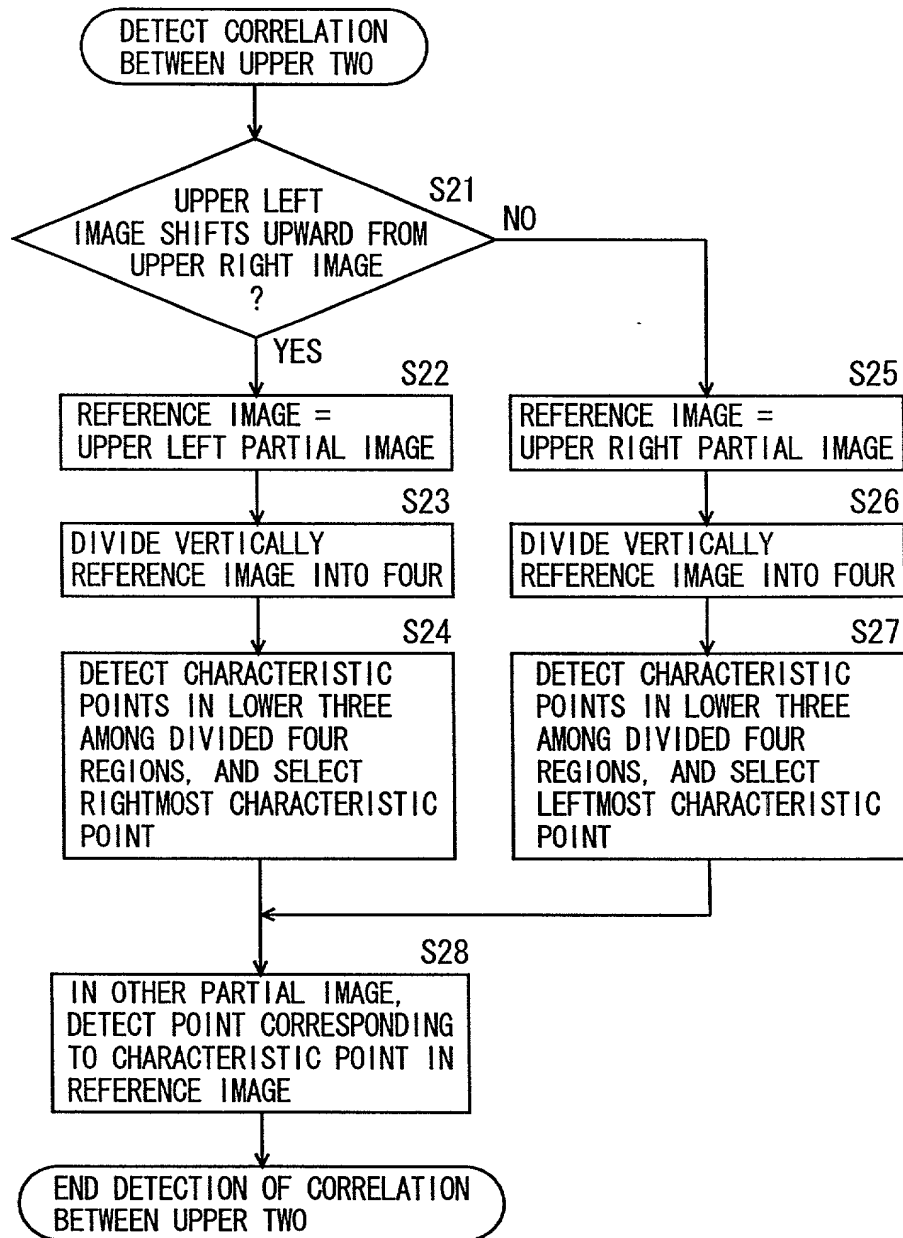 DETECT CORRELATION
BETWEEN UPPER TWO
S21
UPPER LEFT
IMAGE SHIFTS UPWARD FROM
UPPER RIGHT IMAGE
?
NO
YES
S22
REFERENCE IMAGE =
UPPER LEFT PARTIAL IMAGE
S23
DIVIDE VERTICALLY
REFERENCE IMAGE INTO FOUR
S24
DETECT CHARACTERISTIC
POINTS IN LOWER THREE
AMONG DIVIDED FOUR
REGIONS, AND SELECT
RIGHTMOST CHARACTERISTIC
POINT
S25
REFERENCE IMAGE =
UPPER RIGHT PARTIAL IMAGE
S26
DIVIDE VERTICALLY
REFERENCE IMAGE INTO FOUR
S27
DETECT CHARACTERISTIC
POINTS IN LOWER THREE
AMONG DIVIDED FOUR
REGIONS, AND SELECT
LEFTMOST CHARACTERISTIC
POINT
S28
IN OTHER PARTIAL IMAGE,
DETECT POINT CORRESPONDING
TO CHARACTERISTIC POINT IN
REFERENCE IMAGE
END DETECTION OF CORRELATION
BETWEEN UPPER TWO